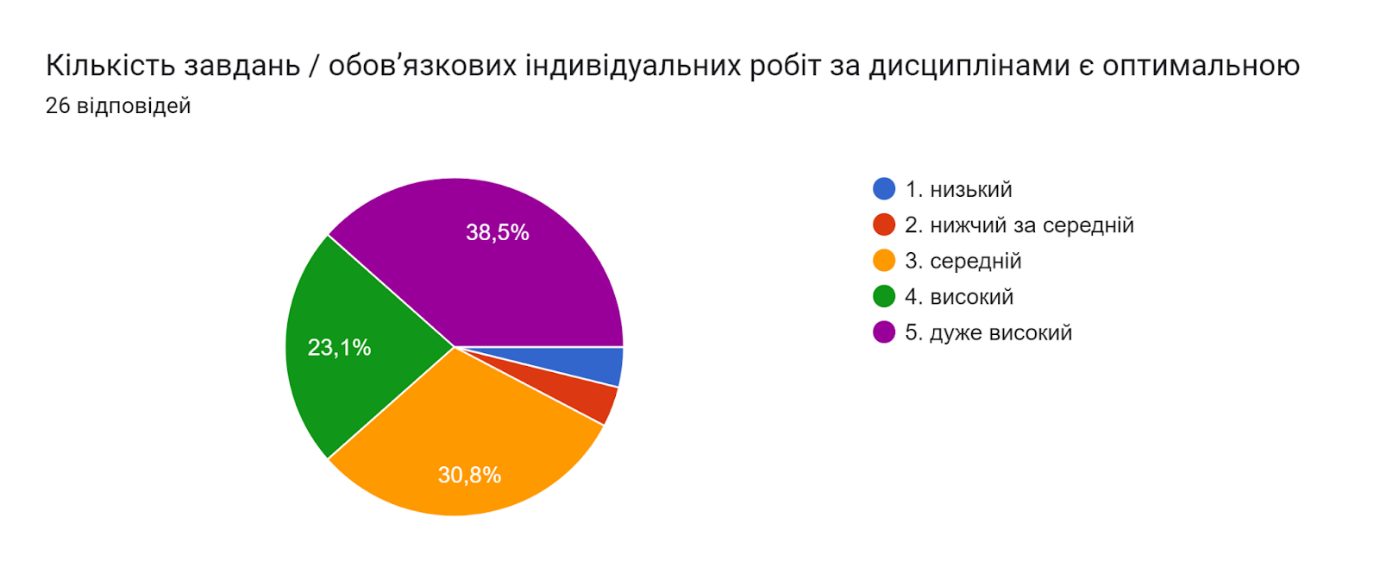 Кількість завдань / обов’язкових індивідуальних робіт за дисциплінами є оптимальною
26 відповідей
38,5%
23,1%
30,8%
1. низький
2. нижчий за середній
3. середній
4. високий
5. дуже високий